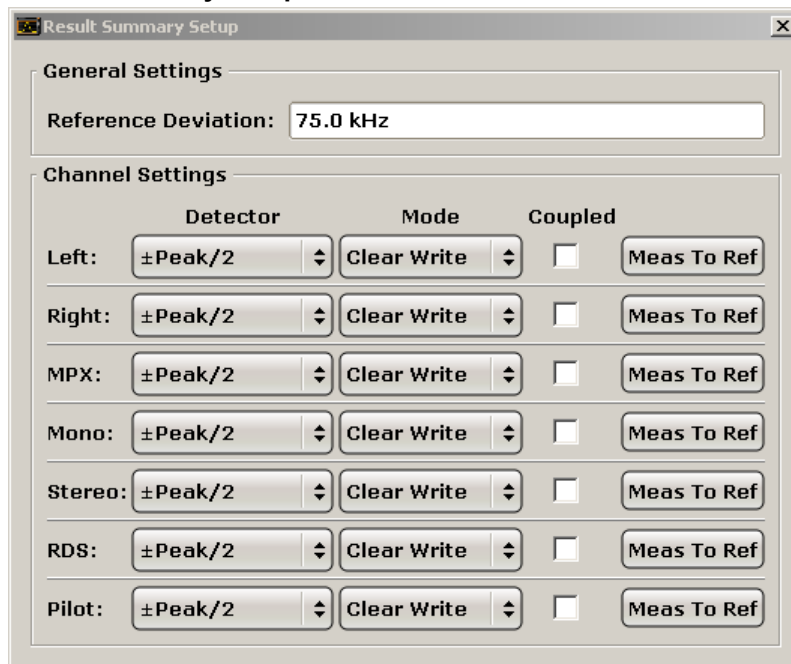 Result Summary Setup
General Settings
Reference Deviation: 75.0 kHz
Channel Settings
Detector Mode Coupled
Left: ±Peak/2 Clear Write Meas To Ref
Right: ±Peak/2 Clear Write Meas To Ref
MPX: ±Peak/2 Clear Write Meas To Ref
Mono: ±Peak/2 Clear Write Meas To Ref
Stereo: ±Peak/2 Clear Write Meas To Ref
RDS: ±Peak/2 Clear Write Meas To Ref
Pilot: ±Peak/2 Clear Write Meas To Ref